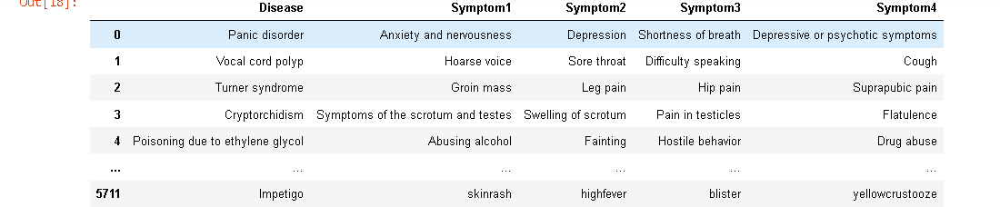 Out[18]:
Disease Symptom1 Symptom2 Symptom3 Symptom4
0 Panic disorder Anxiety and nervousness Depression Shortness of breath Depressive or psychotic symptoms
1 Vocal cord polyp Hoarse voice Sore throat Difficulty speaking Cough
2 Turner syndrome Groin mass Leg pain Hip pain Suprapubic pain
3 Cryptorchidism Symptoms of the scrotum and testes Swelling of scrotum Pain in testicles Flatulence
4 Poisoning due to ethylene glycol Abusing alcohol Fainting Hostile behavior Drug abuse
... ... ... ... ... ...
5711 Impetigo skinrash highfever blister yellowcrustooze